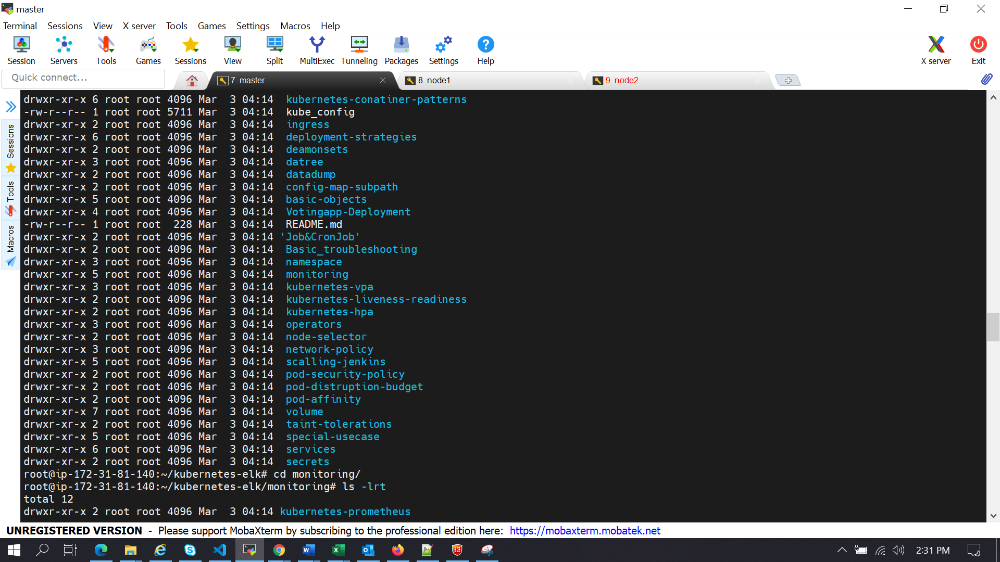 master
Terminal Sessions View X server Tools Games Settings Macros Help
Session Servers Tools Games Sessions View Split MultiExec Tunneling Packages Settings Help X server Exit
Quick connect...
7. master
8. node1
9. node2
Sessions
Tools
Macros
drwxr-xr-x 6 root root 4096 Mar  3 04:14  kubernetes-conatiner-patterns
-rw-r--r-- 1 root root 5711 Mar  3 04:14  kube_config
drwxr-xr-x 2 root root 4096 Mar  3 04:14  ingress
drwxr-xr-x 6 root root 4096 Mar  3 04:14  deployment-strategies
drwxr-xr-x 2 root root 4096 Mar  3 04:14  deamonsets
drwxr-xr-x 3 root root 4096 Mar  3 04:14  datree
drwxr-xr-x 2 root root 4096 Mar  3 04:14  datadump
drwxr-xr-x 2 root root 4096 Mar  3 04:14  config-map-subpath
drwxr-xr-x 5 root root 4096 Mar  3 04:14  basic-objects
drwxr-xr-x 4 root root 4096 Mar  3 04:14  Votingapp-Deployment
-rw-r--r-- 1 root root  228 Mar  3 04:14  README.md
drwxr-xr-x 2 root root 4096 Mar  3 04:14 'Job&CronJob'
drwxr-xr-x 2 root root 4096 Mar  3 04:14  Basic_troubleshooting
drwxr-xr-x 3 root root 4096 Mar  3 04:14  namespace
drwxr-xr-x 5 root root 4096 Mar  3 04:14  monitoring
drwxr-xr-x 3 root root 4096 Mar  3 04:14  kubernetes-vpa
drwxr-xr-x 2 root root 4096 Mar  3 04:14  kubernetes-liveness-readiness
drwxr-xr-x 2 root root 4096 Mar  3 04:14  kubernetes-hpa
drwxr-xr-x 3 root root 4096 Mar  3 04:14  operators
drwxr-xr-x 2 root root 4096 Mar  3 04:14  node-selector
drwxr-xr-x 3 root root 4096 Mar  3 04:14  network-policy
drwxr-xr-x 5 root root 4096 Mar  3 04:14  scalling-jenkins
drwxr-xr-x 2 root root 4096 Mar  3 04:14  pod-security-policy
drwxr-xr-x 2 root root 4096 Mar  3 04:14  pod-distruption-budget
drwxr-xr-x 2 root root 4096 Mar  3 04:14  pod-affinity
drwxr-xr-x 7 root root 4096 Mar  3 04:14  volume
drwxr-xr-x 2 root root 4096 Mar  3 04:14  taint-tolerations
drwxr-xr-x 5 root root 4096 Mar  3 04:14  special-usecase
drwxr-xr-x 6 root root 4096 Mar  3 04:14  services
drwxr-xr-x 2 root root 4096 Mar  3 04:14  secrets
root@ip-172-31-81-140:~/kubernetes-elk# cd monitoring/
root@ip-172-31-81-140:~/kubernetes-elk/monitoring# ls -lrt
total 12
drwxr-xr-x 2 root root 4096 Mar  3 04:14 kubernetes-prometheus
UNREGISTERED VERSION - Please support MobaXterm by subscribing to the professional edition here: https://mobaxterm.mobatek.net
2:31 PM